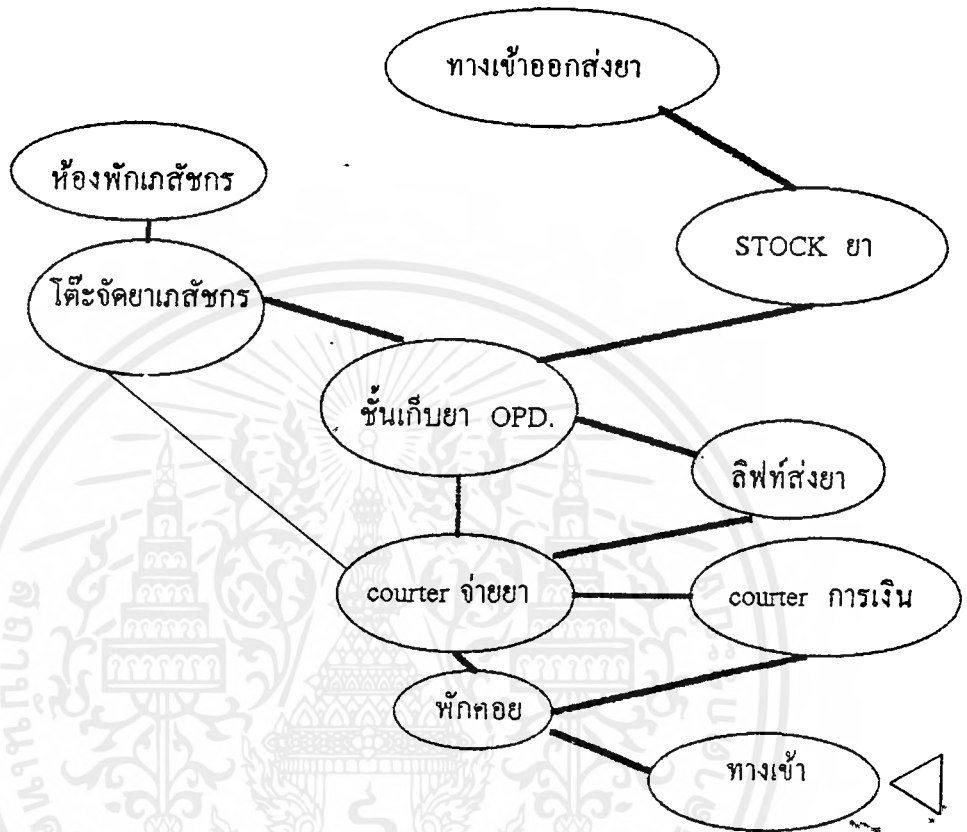 ทางเข้าออกส่งยา
ห้องพักเภสัชกร
STOCK ยา
โต๊ะจัดยาเภสัชกร
ชั้นเก็บยา OPD.
ลิฟท์ส่งยา
courter จ่ายยา
courter การเงิน
พักคอย
ทางเข้า